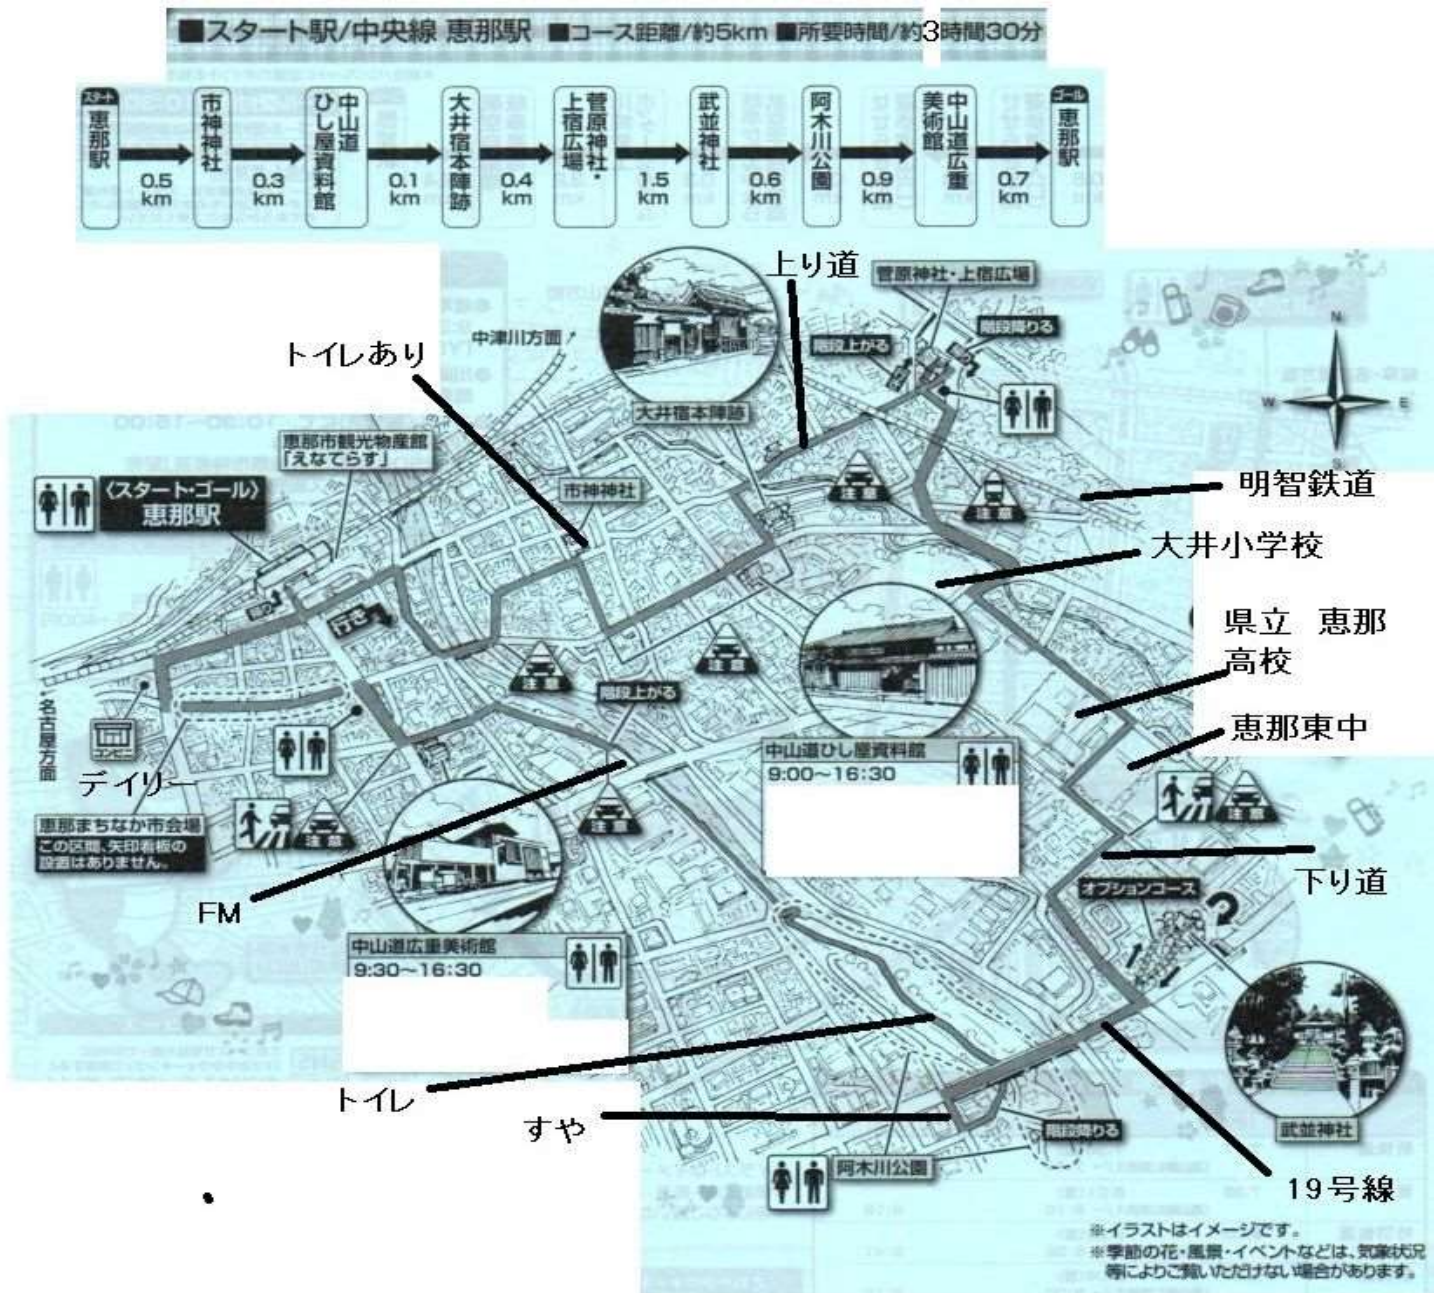 ■スタート駅/中央線 恵那駅 ■コース距離/約5km ■所要時間/約3時間30分
スタート
恵那駅
0.5km
市神神社
0.3km
中山道
ひし屋資料館
0.1km
大井宿本陣跡
0.4km
菅原神社・
上宿広場
1.5km
武並神社
0.6km
阿木川公園
0.9km
中山道広重
美術館
0.7km
ゴール
恵那駅
上り道
菅原神社・上宿広場
階段降りる
階段上がる
中津川方面
トイレあり
大井宿本陣跡
N
W
E
S
恵那市観光物産館
「えなてらす」
〈スタート・ゴール〉
恵那駅
市神神社
注意
注意
明智鉄道
大井小学校
県立 恵那
高校
恵那東中
戻り
行き
注意
注意
階段上がる
名古屋方面
コンビニ
デイリー
恵那まちなか市会場
この区間、矢印看板の
設置はありません。
注意
注意
中山道ひし屋資料館
9:00～16:30
注意
下り道
オプションコース
FM
中山道広重美術館
9:30～16:30
武並神社
トイレ
すや
階段降りる
阿木川公園
19号線
※イラストはイメージです。
※季節の花・風景・イベントなどは、気象状況
等によりご覧いただけない場合があります。